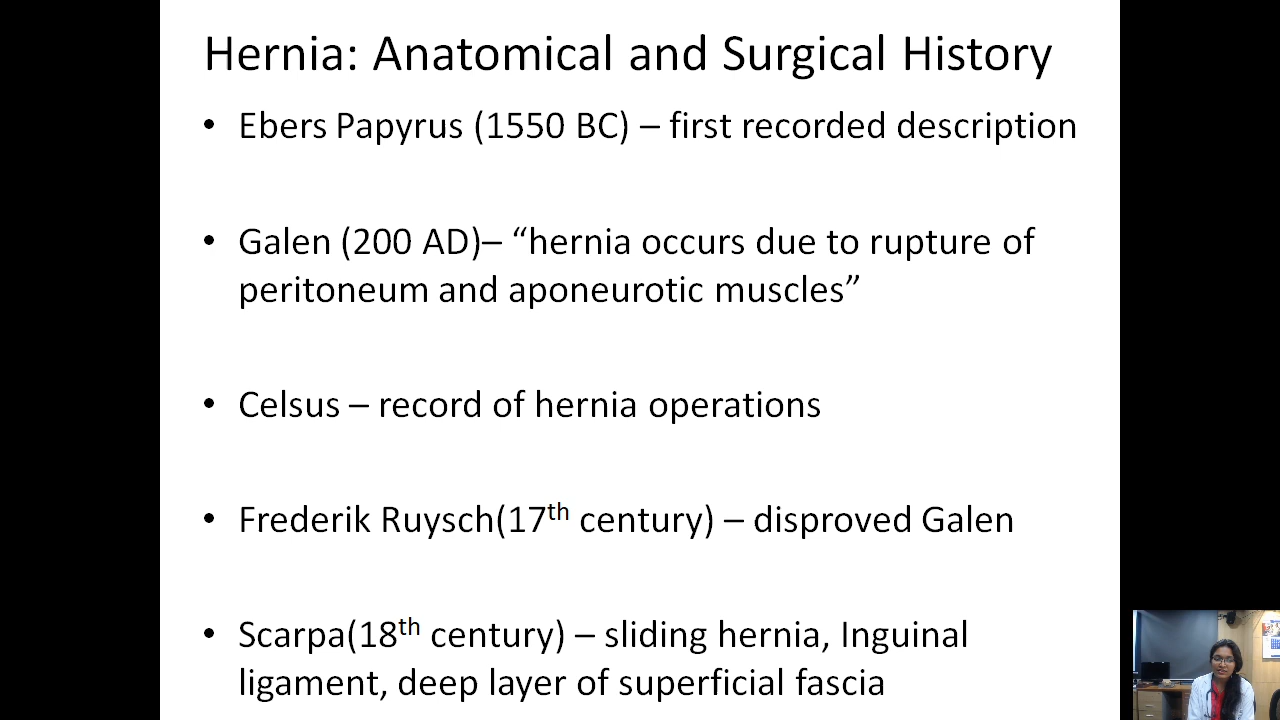 Hernia: Anatomical and Surgical History
• Ebers Papyrus (1550 BC) – first recorded description
• Galen (200 AD)– “hernia occurs due to rupture of
peritoneum and aponeurotic muscles”
• Celsus – record of hernia operations
• Frederik Ruysch(17th century) – disproved Galen
• Scarpa(18th century) – sliding hernia, Inguinal
ligament, deep layer of superficial fascia